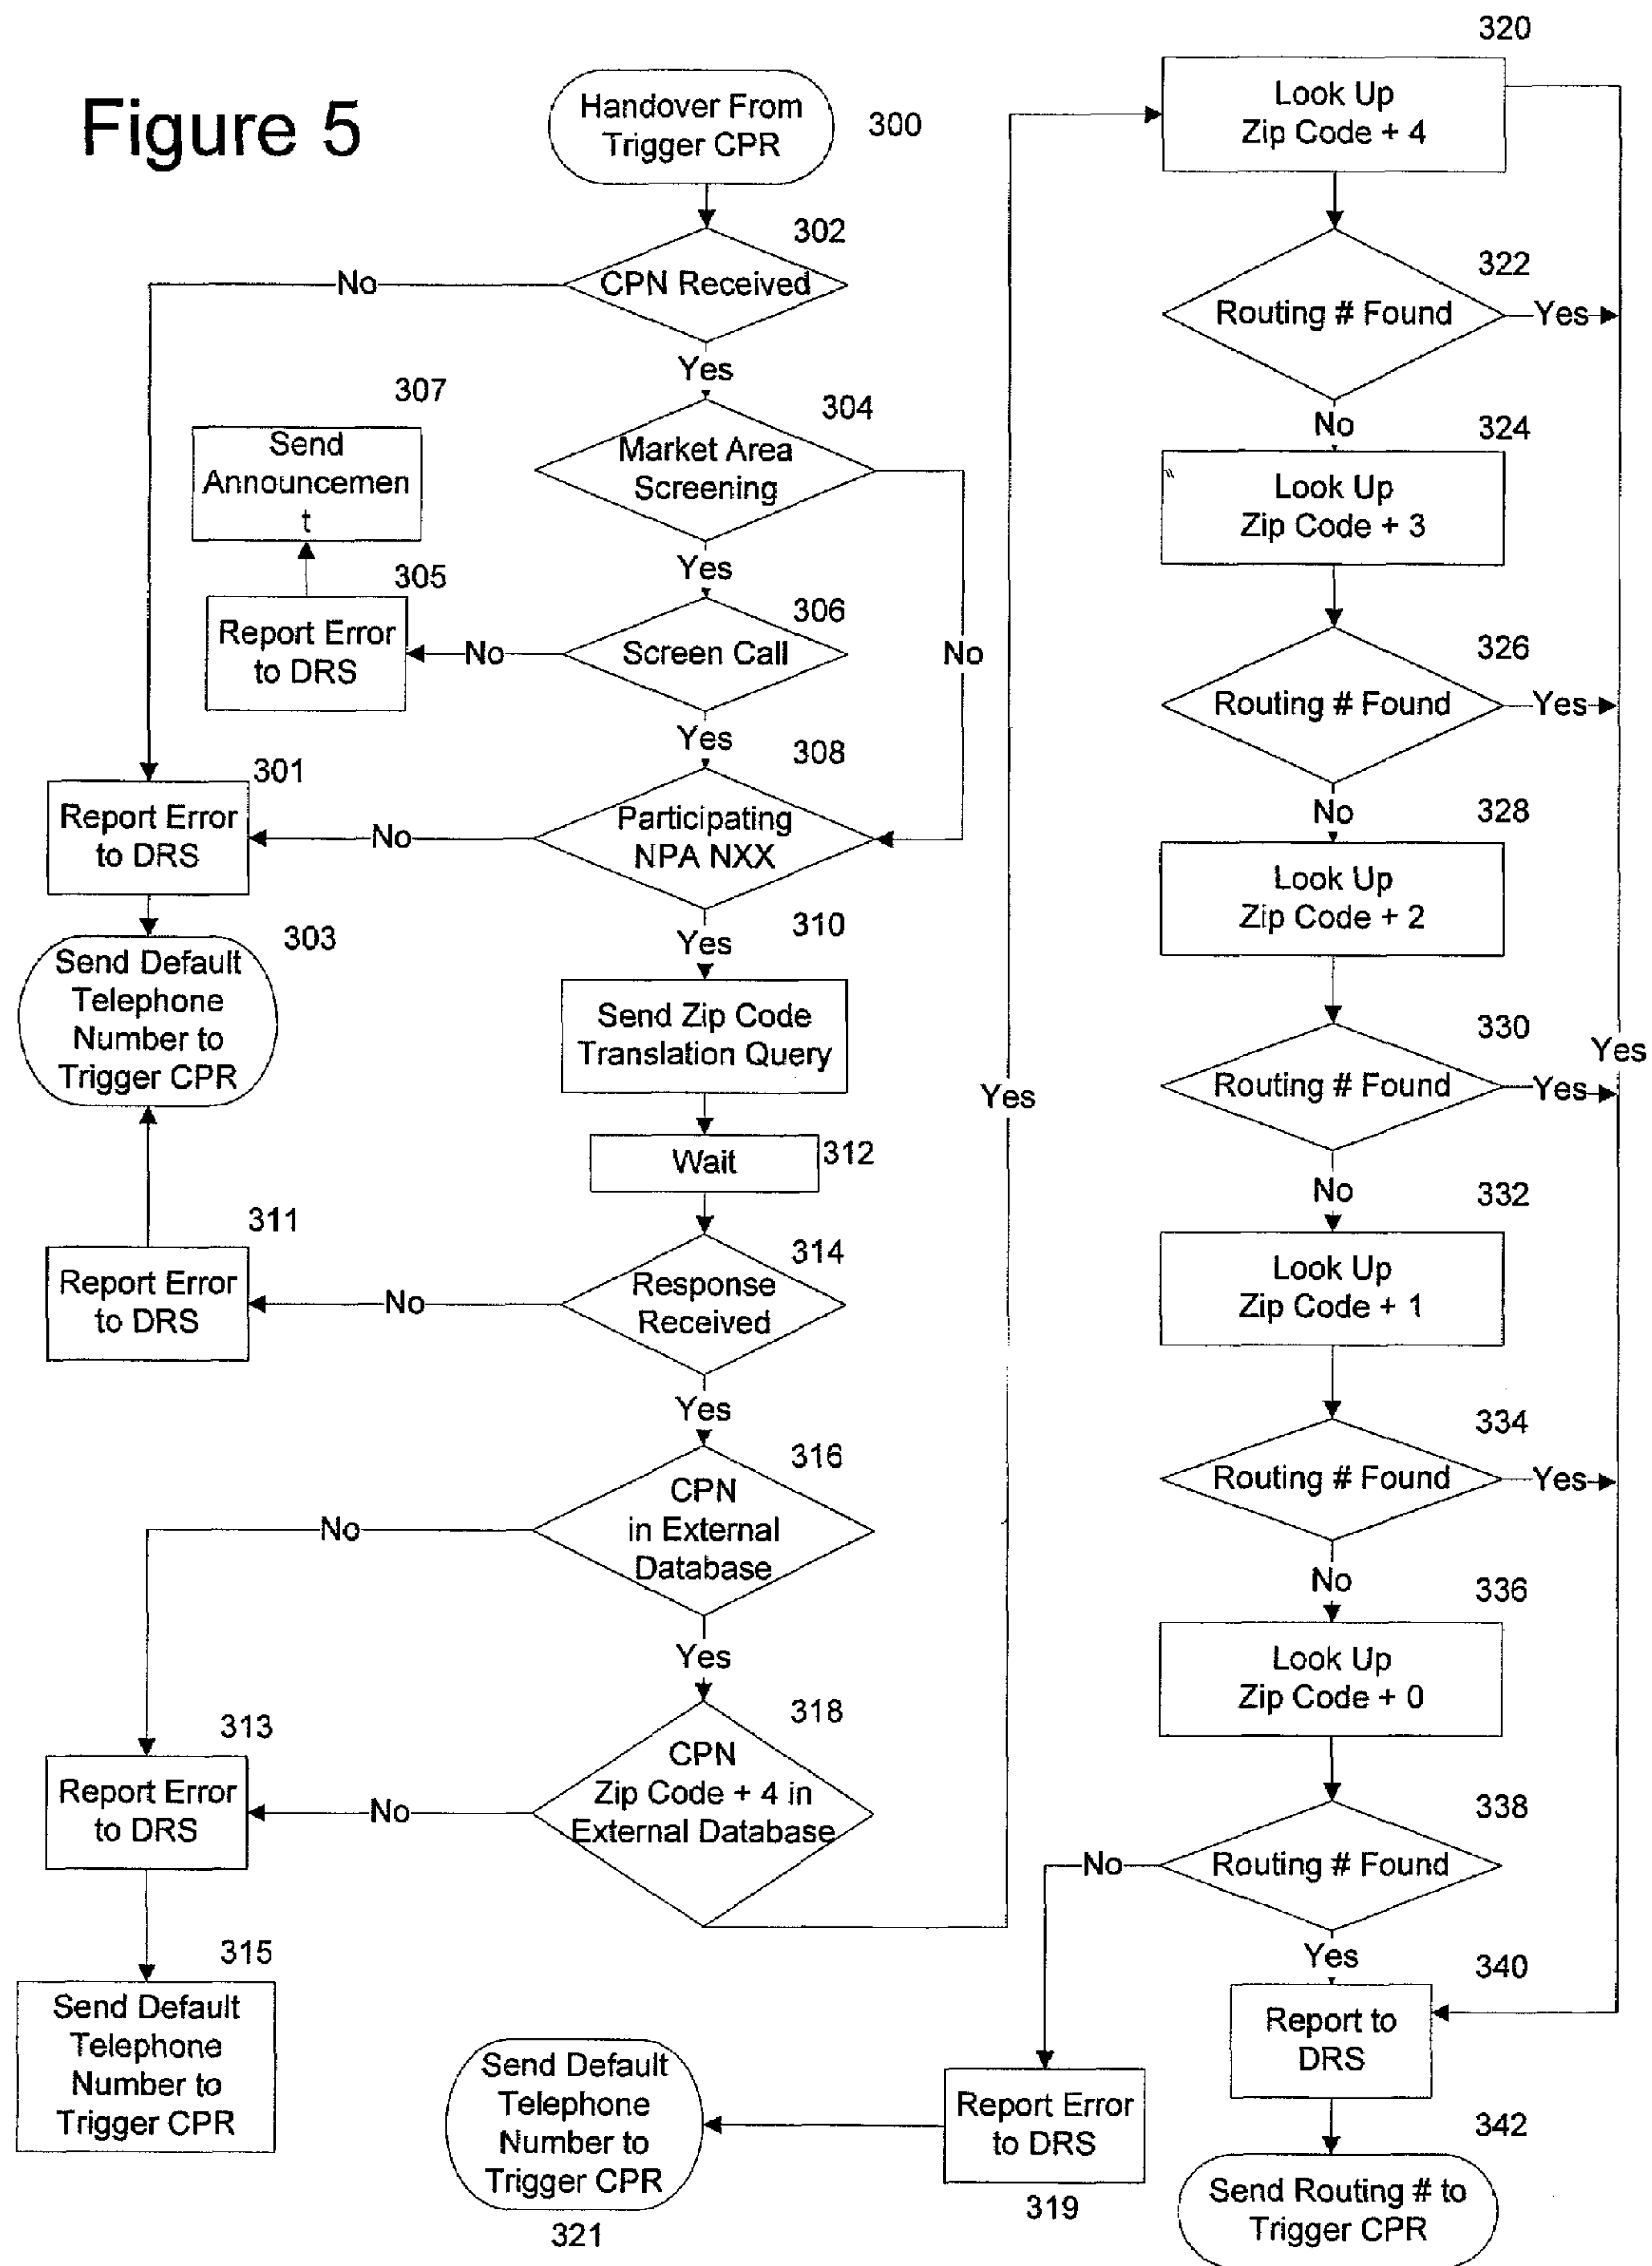 Figure 5
Handover From
Trigger CPR
300
302
CPN Received
No
Yes
304
Market Area
Screening
307
Send
Announcemen
t
305
Report Error
to DRS
Yes
306
Screen Call
No
No
Yes
308
Participating
NPA NXX
No
301
Report Error
to DRS
303
Send Default
Telephone
Number to
Trigger CPR
Yes
310
Send Zip Code
Translation Query
Wait
312
314
Response
Received
No
311
Report Error
to DRS
Yes
316
CPN
in External
Database
No
Yes
318
CPN
Zip Code + 4 in
External Database
No
313
Report Error
to DRS
315
Send Default
Telephone
Number to
Trigger CPR
Yes
320
Look Up
Zip Code + 4
322
Routing # Found
Yes
No
324
Look Up
Zip Code + 3
326
Routing # Found
Yes
No
328
Look Up
Zip Code + 2
330
Routing # Found
Yes
Yes
No
332
Look Up
Zip Code + 1
334
Routing # Found
Yes
No
336
Look Up
Zip Code + 0
338
Routing # Found
No
Yes
340
Report to
DRS
342
Send Routing # to
Trigger CPR
Report Error
to DRS
319
Send Default
Telephone
Number to
Trigger CPR
321